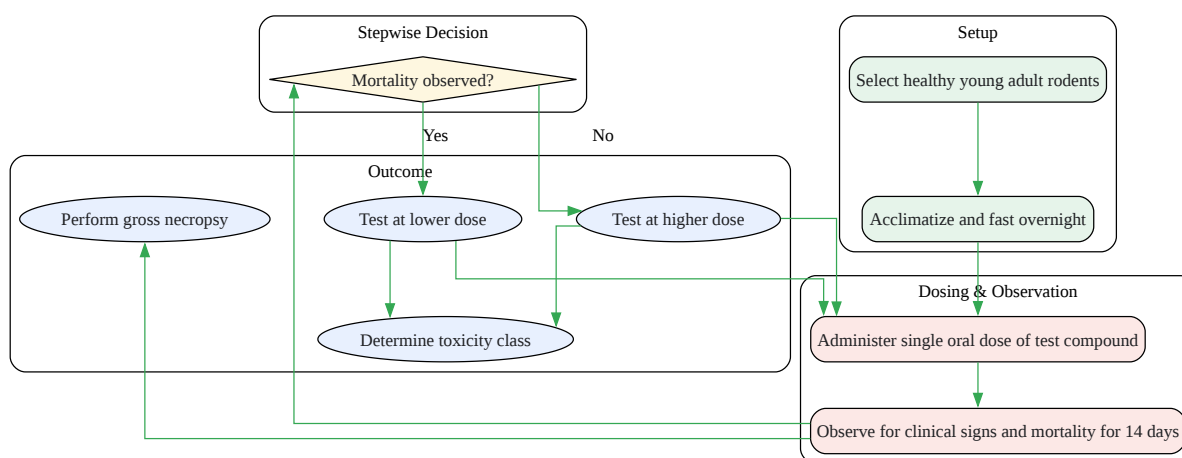 Stepwise Decision
Mortality observed?
Setup
Select healthy young adult rodents
Yes
No
Outcome
Perform gross necropsy
Test at lower dose
Test at higher dose
Acclimatize and fast overnight
Dosing & Observation
Determine toxicity class
Administer single oral dose of test compound
Observe for clinical signs and mortality for 14 days